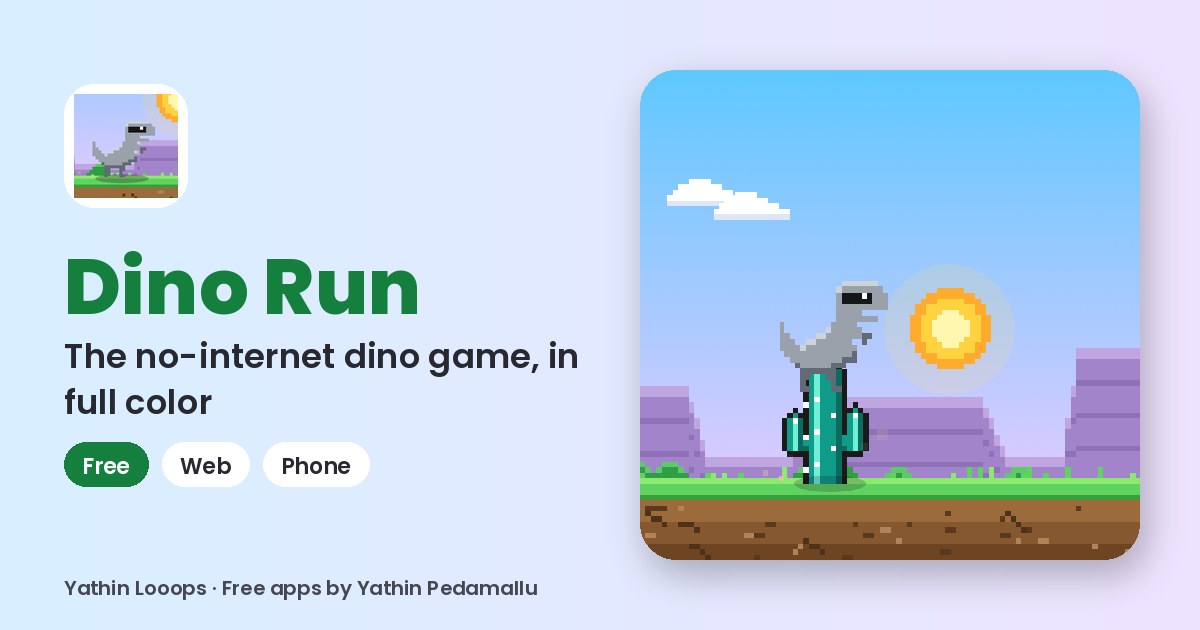 Dino Run
The no-internet dino game, in
full color
Free Web Phone
Yathin Looops · Free apps by Yathin Pedamallu